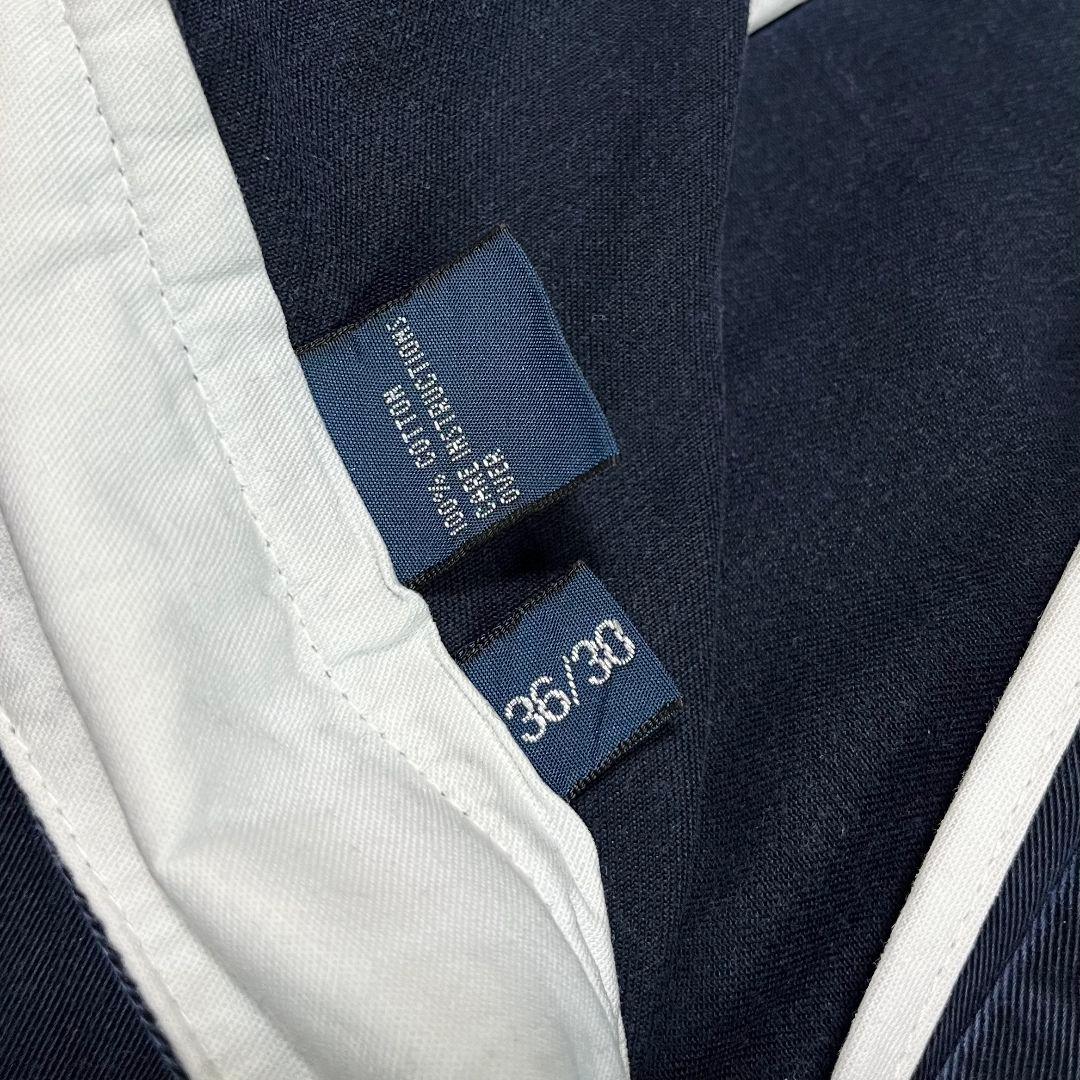 100% COTTON
CARE INSTRUCTIONS
OVER
36/30